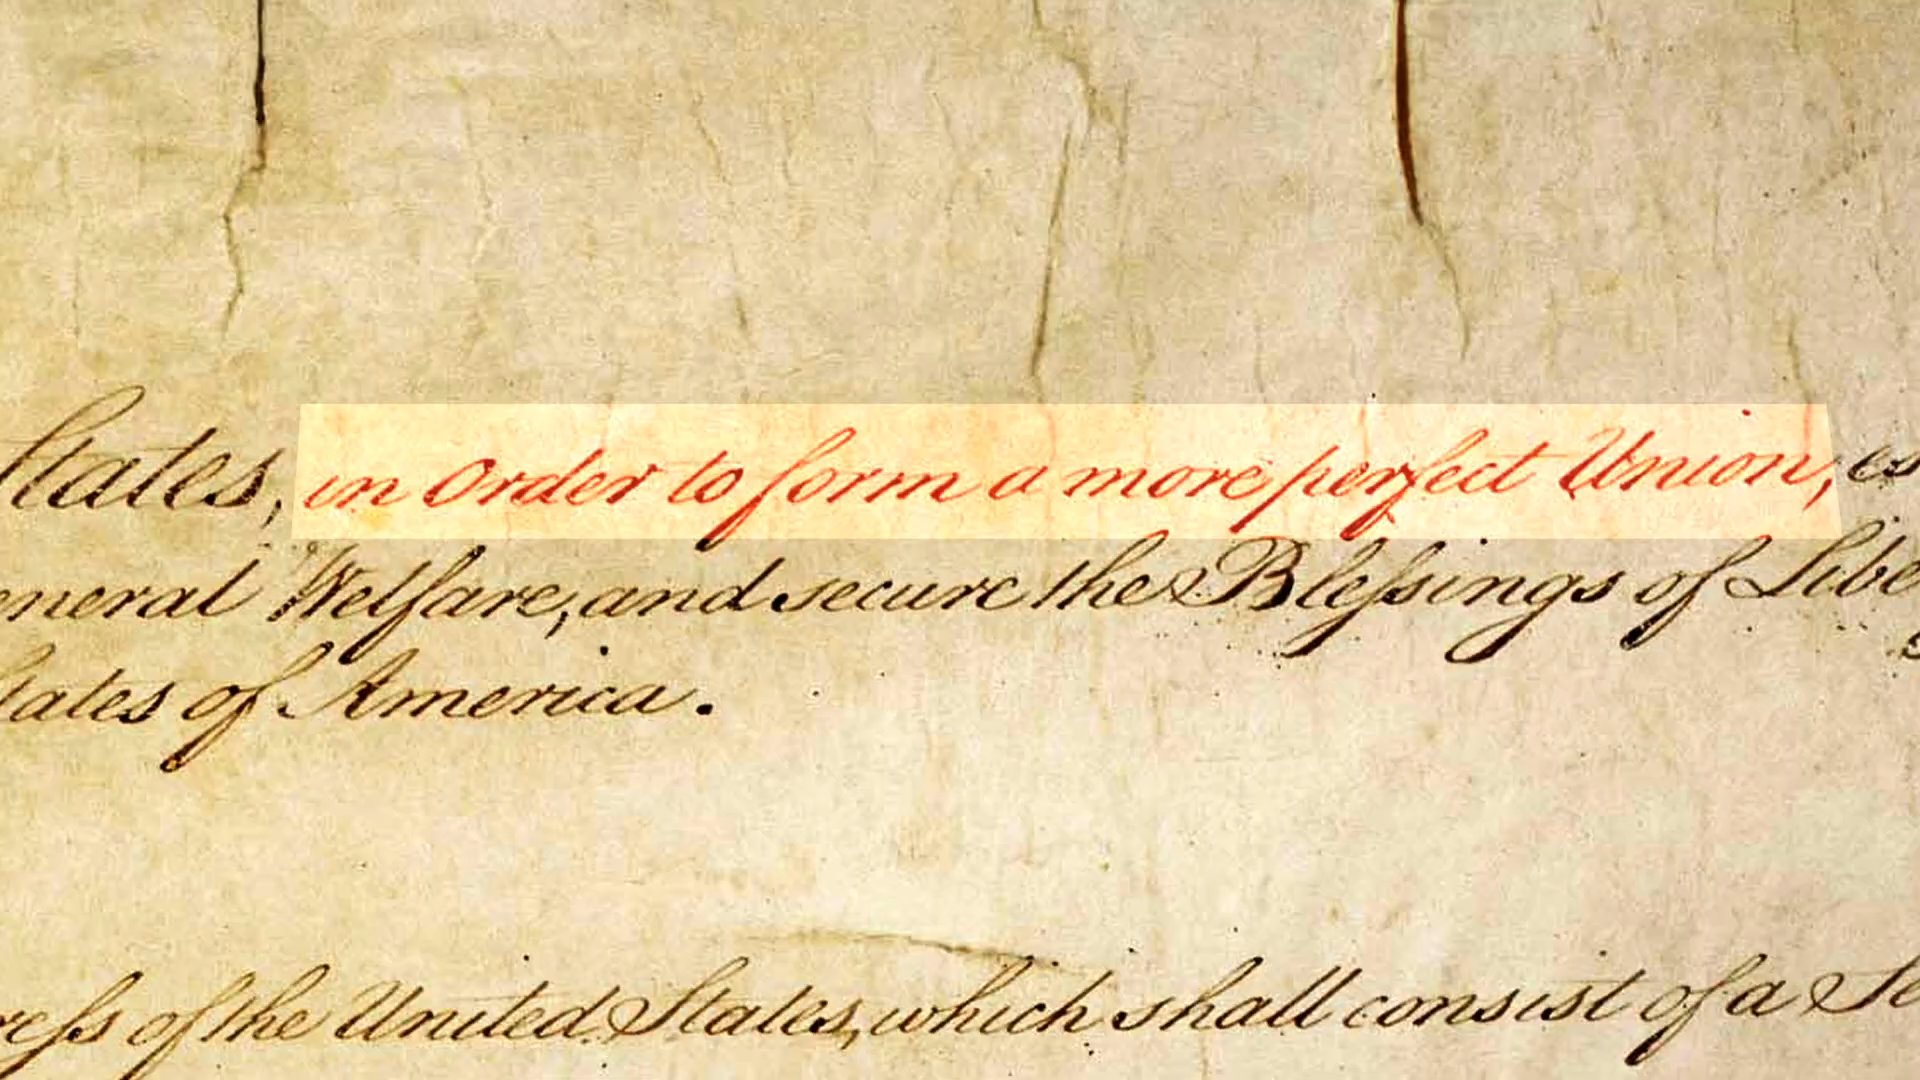 States, in Order to form a more perfect Union, es
eneral Welfare, and secure the Blessings of Libe
tates of America.
ress of the United States, which shall consist of a Se